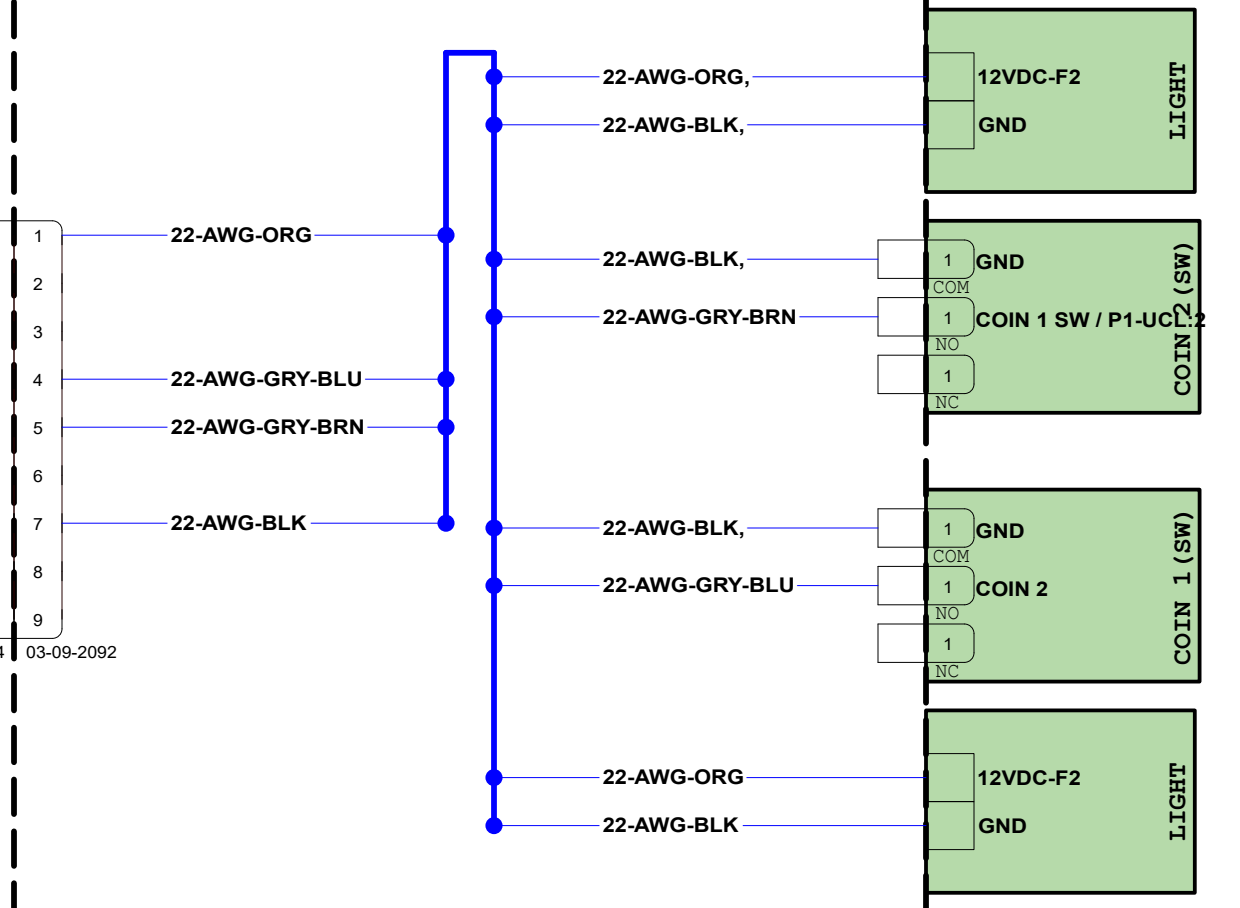 22-AWG-ORG,
12VDC-F2
22-AWG-BLK,
GND
LIGHT
1
22-AWG-ORG
2
3
4
22-AWG-GRY-BLU
5
22-AWG-GRY-BRN
6
7
22-AWG-BLK
8
9
4
03-09-2092
22-AWG-BLK,
1
GND
COM
22-AWG-GRY-BRN
1
COIN 1 SW / P1-UCL:2
NO
1
NC
COIN 2(SW)
22-AWG-BLK,
1
GND
COM
22-AWG-GRY-BLU
1
COIN 2
NO
1
NC
COIN 1(SW)
22-AWG-ORG
12VDC-F2
22-AWG-BLK
GND
LIGHT